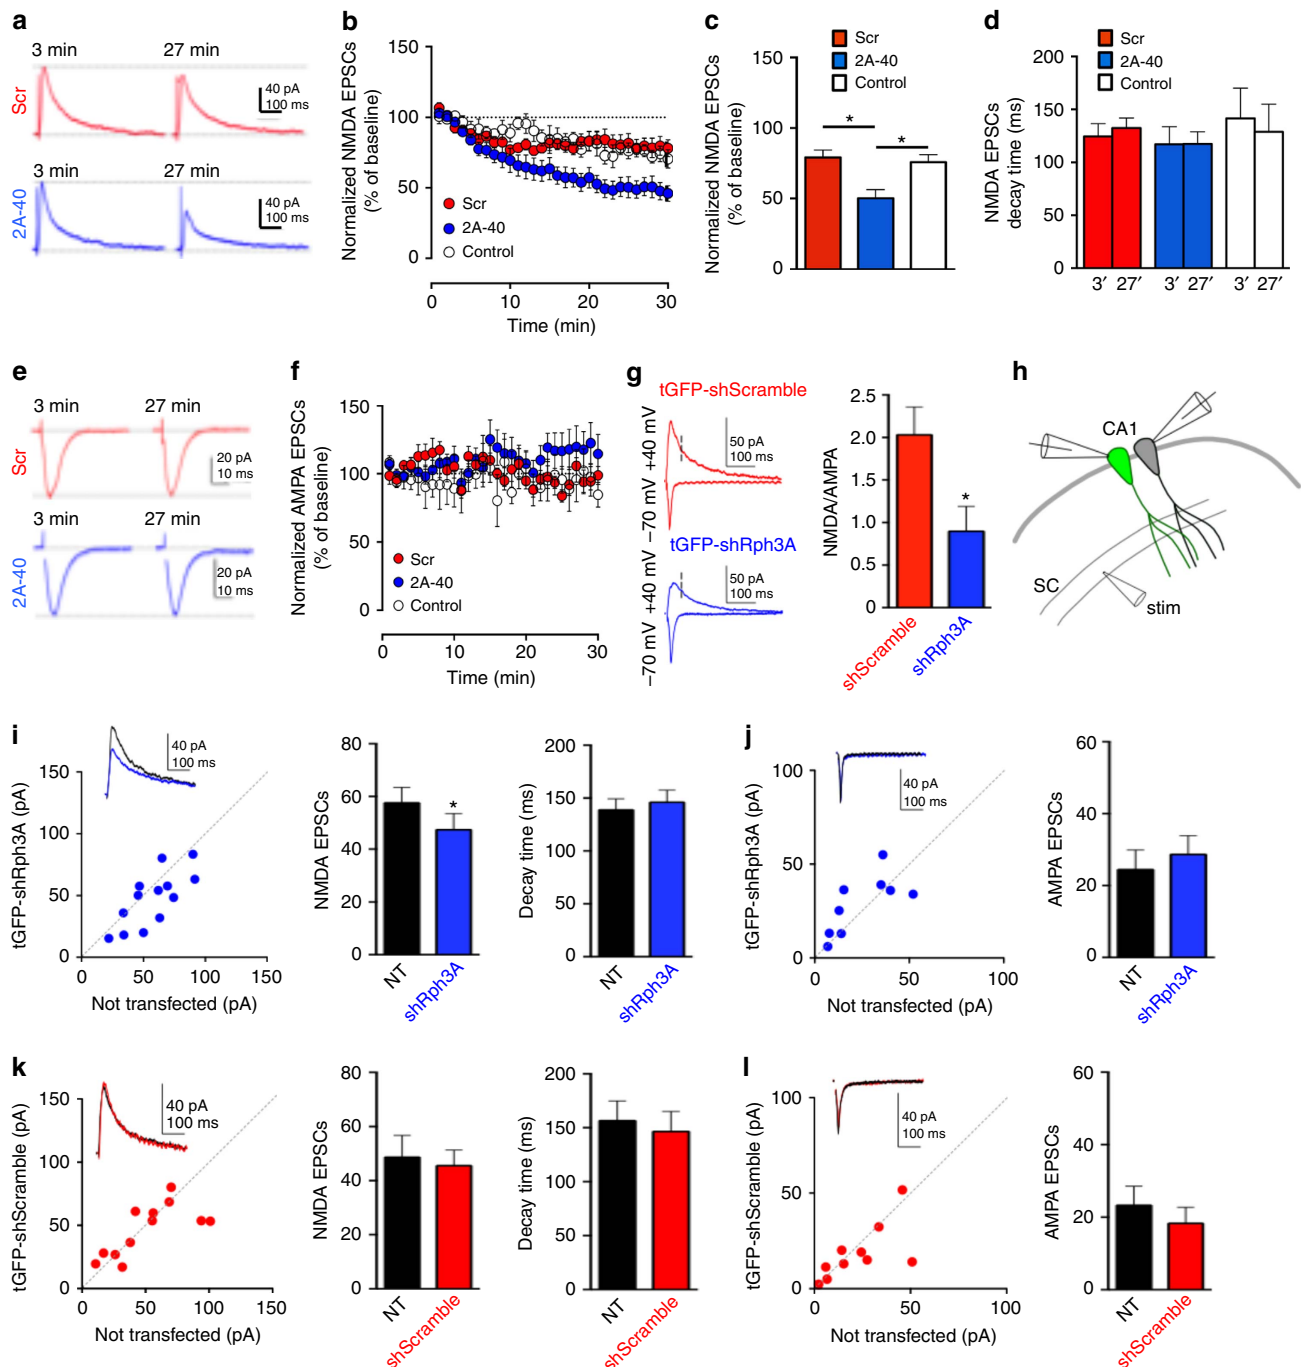 a
3 min 27 min
Scr
40 pA
100 ms
3 min 27 min
2A-40
40 pA
100 ms
b
Normalized NMDA EPSCs
(% of baseline)
150
100
50
0
Scr
2A-40
Control
0 10 20 30
Time (min)
c
Scr
2A-40
Control
Normalized NMDA EPSCs
(% of baseline)
150
100
50
0
*
*
d
Scr
2A-40
Control
NMDA EPSCs
decay time (ms)
200
150
100
50
0
3′ 27′ 3′ 27′ 3′ 27′
e
3 min 27 min
Scr
20 pA
10 ms
3 min 27 min
2A-40
20 pA
10 ms
f
Normalized AMPA EPSCs
(% of baseline)
150
100
50
0
Scr
2A-40
Control
0 10 20 30
Time (min)
g
tGFP-shScramble
−70 mV +40 mV
50 pA
100 ms
tGFP-shRph3A
−70 mV +40 mV
50 pA
100 ms
NMDA/AMPA
2.5
2.0
1.5
1.0
0.5
0
*
shScramble
shRph3A
h
CA1
SC
stim
i
tGFP-shRph3A (pA)
150
100
50
0
40 pA
100 ms
0 50 100 150
Not transfected (pA)
NMDA EPSCs
80
60
40
20
0
*
NT
shRph3A
Decay time (ms)
200
150
100
50
0
NT
shRph3A
j
tGFP-shRph3A (pA)
100
50
0
40 pA
100 ms
0 50 100
Not transfected (pA)
AMPA EPSCs
60
40
20
0
NT
shRph3A
k
tGFP-shScramble (pA)
150
100
50
0
40 pA
100 ms
0 50 100 150
Not transfected (pA)
NMDA EPSCs
80
60
40
20
0
NT
shScramble
Decay time (ms)
200
150
100
50
0
NT
shScramble
l
tGFP-shScramble (pA)
100
50
0
40 pA
100 ms
0 50 100
Not transfected (pA)
AMPA EPSCs
60
40
20
0
NT
shScramble